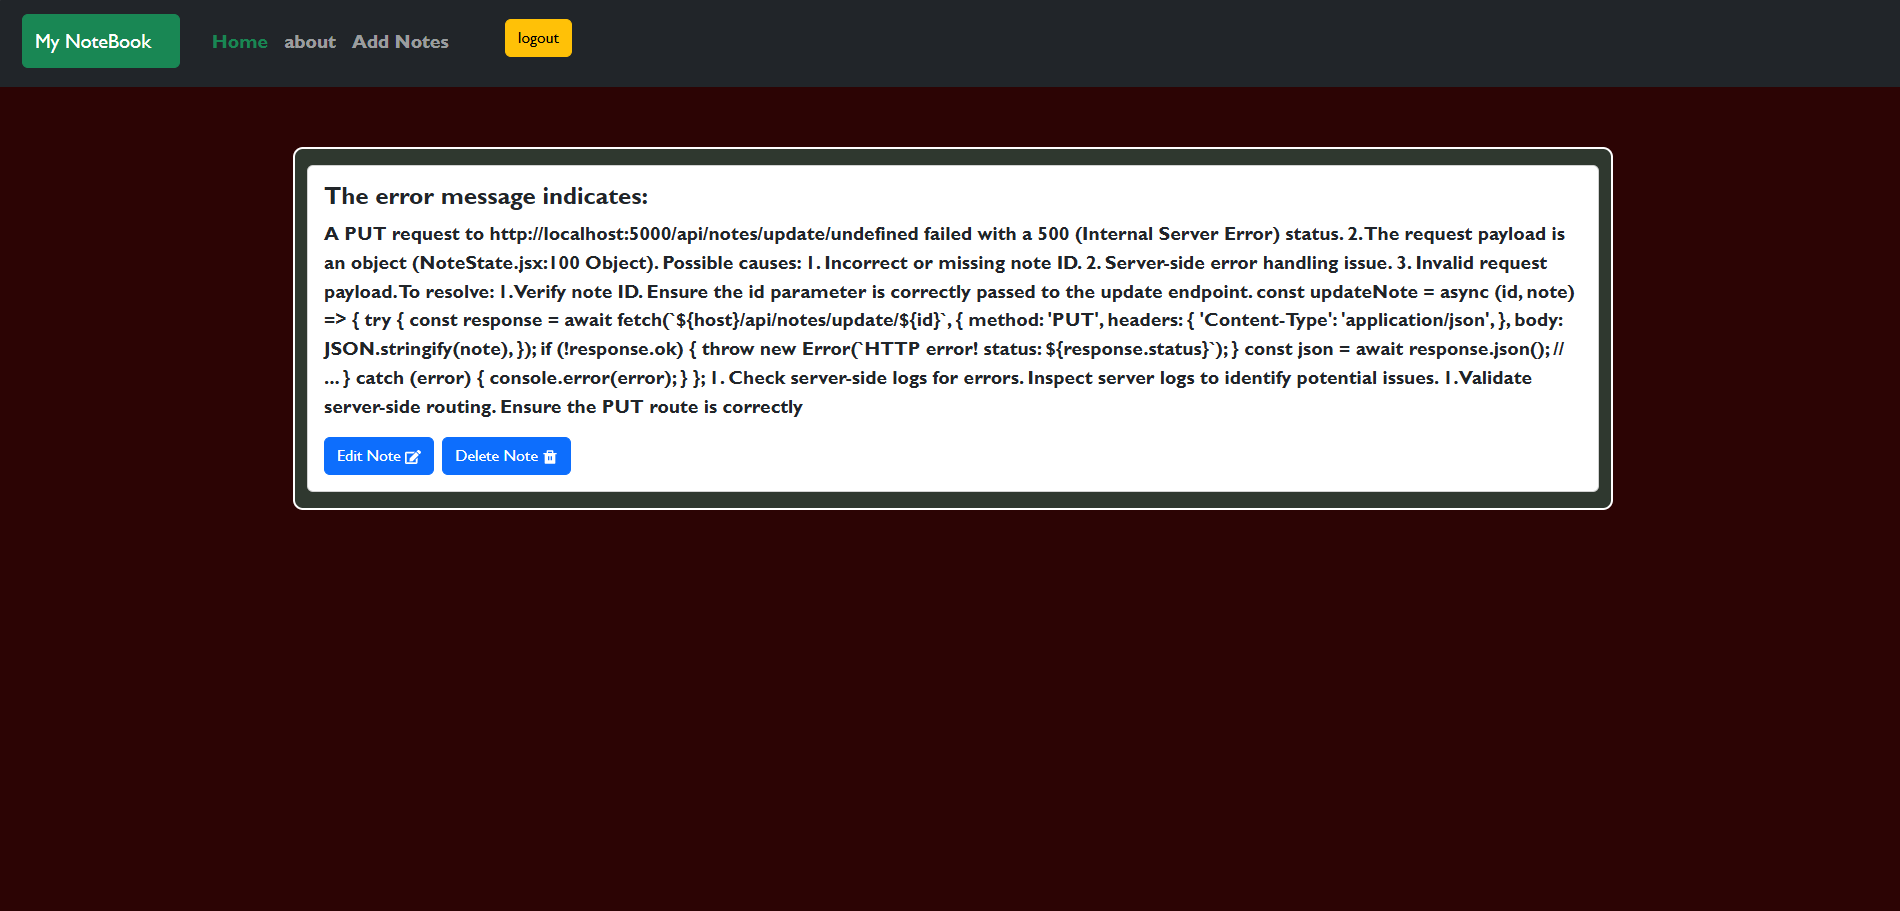 My NoteBook Home about Add Notes logout
The error message indicates:
A PUT request to http://localhost:5000/api/notes/update/undefined failed with a 500 (Internal Server Error) status. 2. The request payload is
an object (NoteState.jsx:100 Object). Possible causes: 1. Incorrect or missing note ID. 2. Server-side error handling issue. 3. Invalid request
payload. To resolve: 1. Verify note ID. Ensure the id parameter is correctly passed to the update endpoint. const updateNote = async (id, note)
=> { try { const response = await fetch(`${host}/api/notes/update/${id}`, { method: 'PUT', headers: { 'Content-Type': 'application/json', }, body:
JSON.stringify(note), }); if (!response.ok) { throw new Error(`HTTP error! status: ${response.status}`); } const json = await response.json(); //
... } catch (error) { console.error(error); } }; 1. Check server-side logs for errors. Inspect server logs to identify potential issues. 1. Validate
server-side routing. Ensure the PUT route is correctly
Edit Note Delete Note